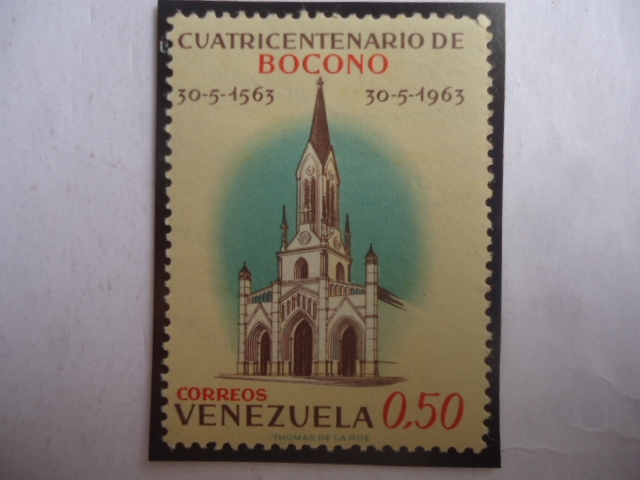 CUATRICENTENARIO DE
BOCONO
30-5-1563 30-5-1963
CORREOS
VENEZUELA 0,50
THOMAS DE LA RUE